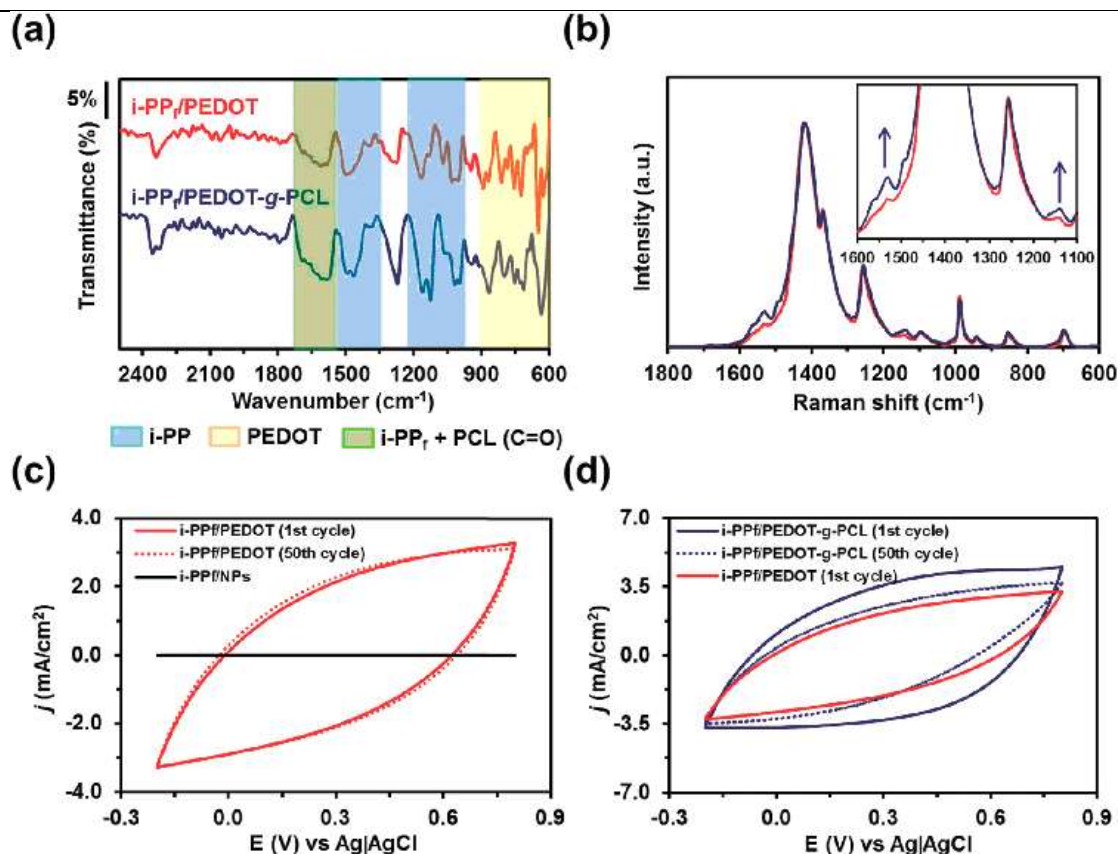 (a)
5%
i-PPf/PEDOT
i-PPf/PEDOT-g-PCL
Transmittance (%)
2400 2100 1800 1500 1200 900 600
Wavenumber (cm-1)
i-PP PEDOT i-PPf + PCL (C=O)
(b)
Intensity (a.u.)
1600 1500 1400 1300 1200 1100
1800 1600 1400 1200 1000 800 600
Raman shift (cm-1)
(c)
4.0
2.0
0.0
-2.0
-4.0
j (mA/cm2)
i-PPf/PEDOT (1st cycle)
i-PPf/PEDOT (50th cycle)
i-PPf/NPs
-0.3 0.0 0.3 0.6 0.9
E (V) vs Ag|AgCl
(d)
7.0
3.5
0.0
-3.5
-7.0
j (mA/cm2)
i-PPf/PEDOT-g-PCL (1st cycle)
i-PPf/PEDOT-g-PCL (50th cycle)
i-PPf/PEDOT (1st cycle)
-0.3 0.0 0.3 0.6 0.9
E (V) vs Ag|AgCl